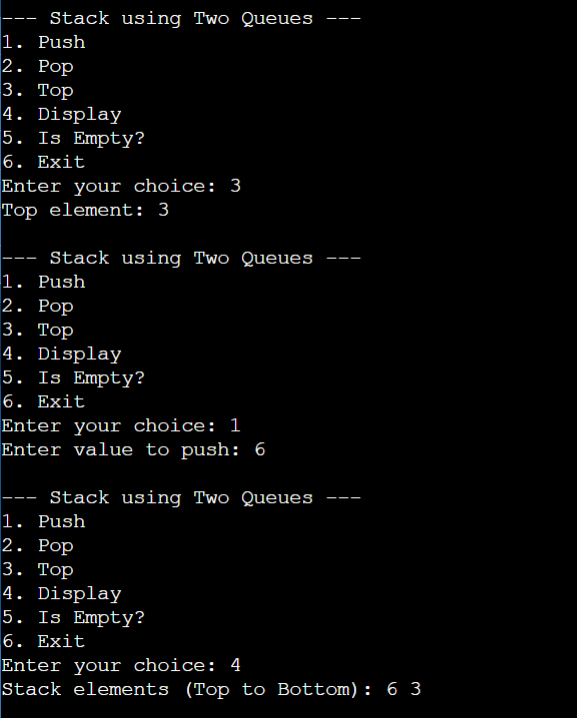 --- Stack using Two Queues ---
1. Push
2. Pop
3. Top
4. Display
5. Is Empty?
6. Exit
Enter your choice: 3
Top element: 3
--- Stack using Two Queues ---
1. Push
2. Pop
3. Top
4. Display
5. Is Empty?
6. Exit
Enter your choice: 1
Enter value to push: 6
--- Stack using Two Queues ---
1. Push
2. Pop
3. Top
4. Display
5. Is Empty?
6. Exit
Enter your choice: 4
Stack elements (Top to Bottom): 6 3